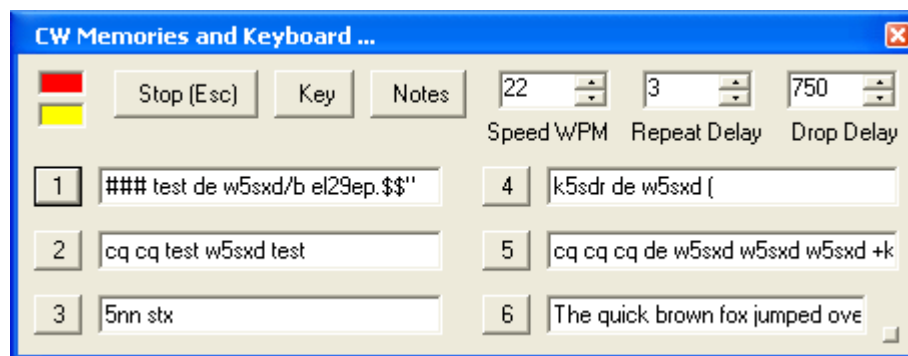 CW Memories and Keyboard ...
Stop (Esc) Key Notes 22 3 750
Speed WPM Repeat Delay Drop Delay
1 ### test de w5sxd/b el29ep.$$" 4 k5sdr de w5sxd (
2 cq cq test w5sxd test 5 cq cq cq de w5sxd w5sxd w5sxd +k
3 5nn stx 6 The quick brown fox jumped ove